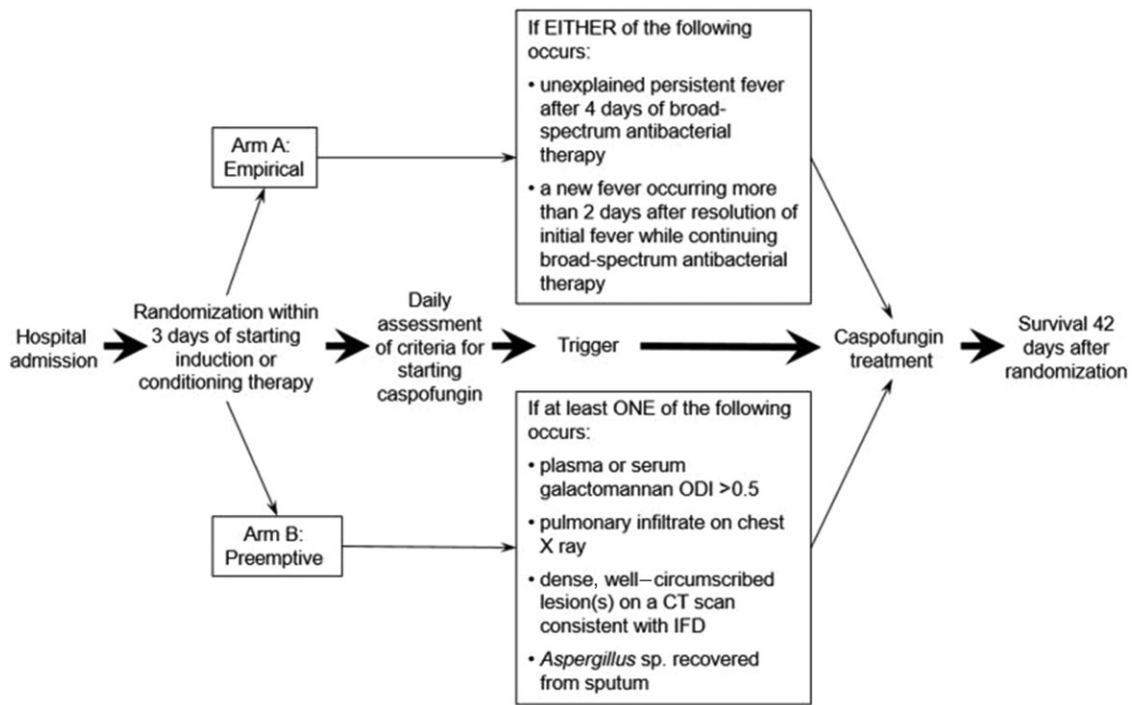 If EITHER of the following
occurs:
• unexplained persistent fever
after 4 days of broad-
spectrum antibacterial
therapy
• a new fever occurring more
than 2 days after resolution of
initial fever while continuing
broad-spectrum antibacterial
therapy
Arm A:
Empirical
Hospital
admission
Randomization within
3 days of starting
induction or
conditioning therapy
Daily
assessment
of criteria for
starting
caspofungin
Trigger
Caspofungin
treatment
Survival 42
days after
randomization
Arm B:
Preemptive
If at least ONE of the following
occurs:
• plasma or serum
galactomannan ODI >0.5
• pulmonary infiltrate on chest
X ray
• dense, well–circumscribed
lesion(s) on a CT scan
consistent with IFD
• Aspergillus sp. recovered
from sputum